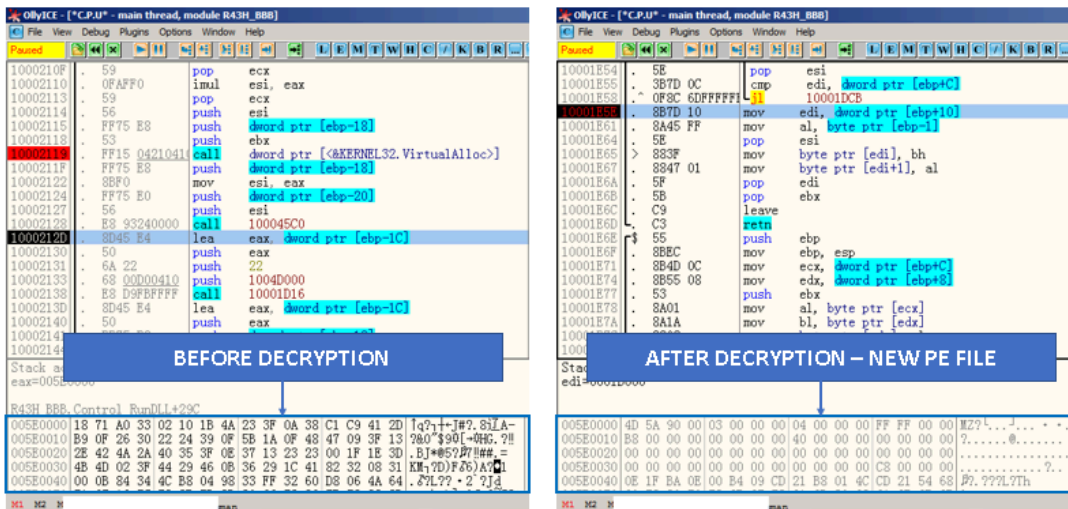 OllyICE - [*C.P.U* - main thread, module R43H_BBB]
File View Debug Plugins Options Window Help
Paused L E M T W H C / K B R
1000210F . 59 pop ecx
10002110 . 0FAFF0 imul esi, eax
10002113 . 59 pop ecx
10002114 . 56 push esi
10002115 . FF75 E8 push dword ptr [ebp-18]
10002118 . 53 push ebx
10002119 . FF15 04210410 call dword ptr [<&KERNEL32.VirtualAlloc>]
1000211F . FF75 E8 push dword ptr [ebp-18]
10002122 . 8BF0 mov esi, eax
10002124 . FF75 E0 push dword ptr [ebp-20]
10002127 . 56 push esi
10002128 . E8 93240000 call 100045C0
1000212D . 8D45 E4 lea eax, dword ptr [ebp-1C]
10002130 . 50 push eax
10002131 . 6A 22 push 22
10002133 . 68 00D00410 push 1004D000
10002138 . E8 D9FBFFFF call 10001D16
1000213D . 8D45 E4 lea eax, dword ptr [ebp-1C]
10002140 . 50 push eax
10002141
10002144
BEFORE DECRYPTION
Stack
eax=005E0000
R43H_BBB.Control_RunDLL+29C
005E0000 18 71 A0 33 02 10 1B 4A 23 3F 0A 38 C1 C9 41 2D
005E0010 B9 0F 26 30 22 24 39 0F 5B 1A 0F 48 47 09 3F 13
005E0020 2E 42 4A 2A 40 35 3F 0E 37 13 23 23 00 1F 1E 3D
005E0030 4B 4D 02 3F 44 29 46 0B 36 29 1C 41 82 32 08 31
005E0040 00 0B 84 34 4C B8 04 98 33 FF 32 60 D8 06 4A 64
M1 M2
OllyICE - [*C.P.U* - main thread, module R43H_BBB]
File View Debug Plugins Options Window Help
Paused L E M T W H C / K B R
10001E54 . 5E pop esi
10001E55 . 3B7D 0C cmp edi, dword ptr [ebp+C]
10001E58 .^ 0F8C 6DFFFFFF jl 10001DCB
10001E5E . 8B7D 10 mov edi, dword ptr [ebp+10]
10001E61 . 8A45 FF mov al, byte ptr [ebp-1]
10001E64 . 5E pop esi
10001E65 > 883F mov byte ptr [edi], bh
10001E67 . 8847 01 mov byte ptr [edi+1], al
10001E6A . 5F pop edi
10001E6B . 5B pop ebx
10001E6C . C9 leave
10001E6D . C3 retn
10001E6E $ 55 push ebp
10001E6F . 8BEC mov ebp, esp
10001E71 . 8B4D 0C mov ecx, dword ptr [ebp+C]
10001E74 . 8B55 08 mov edx, dword ptr [ebp+8]
10001E77 . 53 push ebx
10001E78 . 8A01 mov al, byte ptr [ecx]
10001E7A . 8A1A mov bl, byte ptr [edx]
AFTER DECRYPTION – NEW PE FILE
edi=0001D000
005E0000 4D 5A 90 00 03 00 00 00 04 00 00 00 FF FF 00 00
005E0010 B8 00 00 00 00 00 00 00 40 00 00 00 00 00 00 00
005E0020 00 00 00 00 00 00 00 00 00 00 00 00 00 00 00 00
005E0030 00 00 00 00 00 00 00 00 00 00 00 00 C8 00 00 00
005E0040 0E 1F BA 0E 00 B4 09 CD 21 B8 01 4C CD 21 54 68
M1 M2